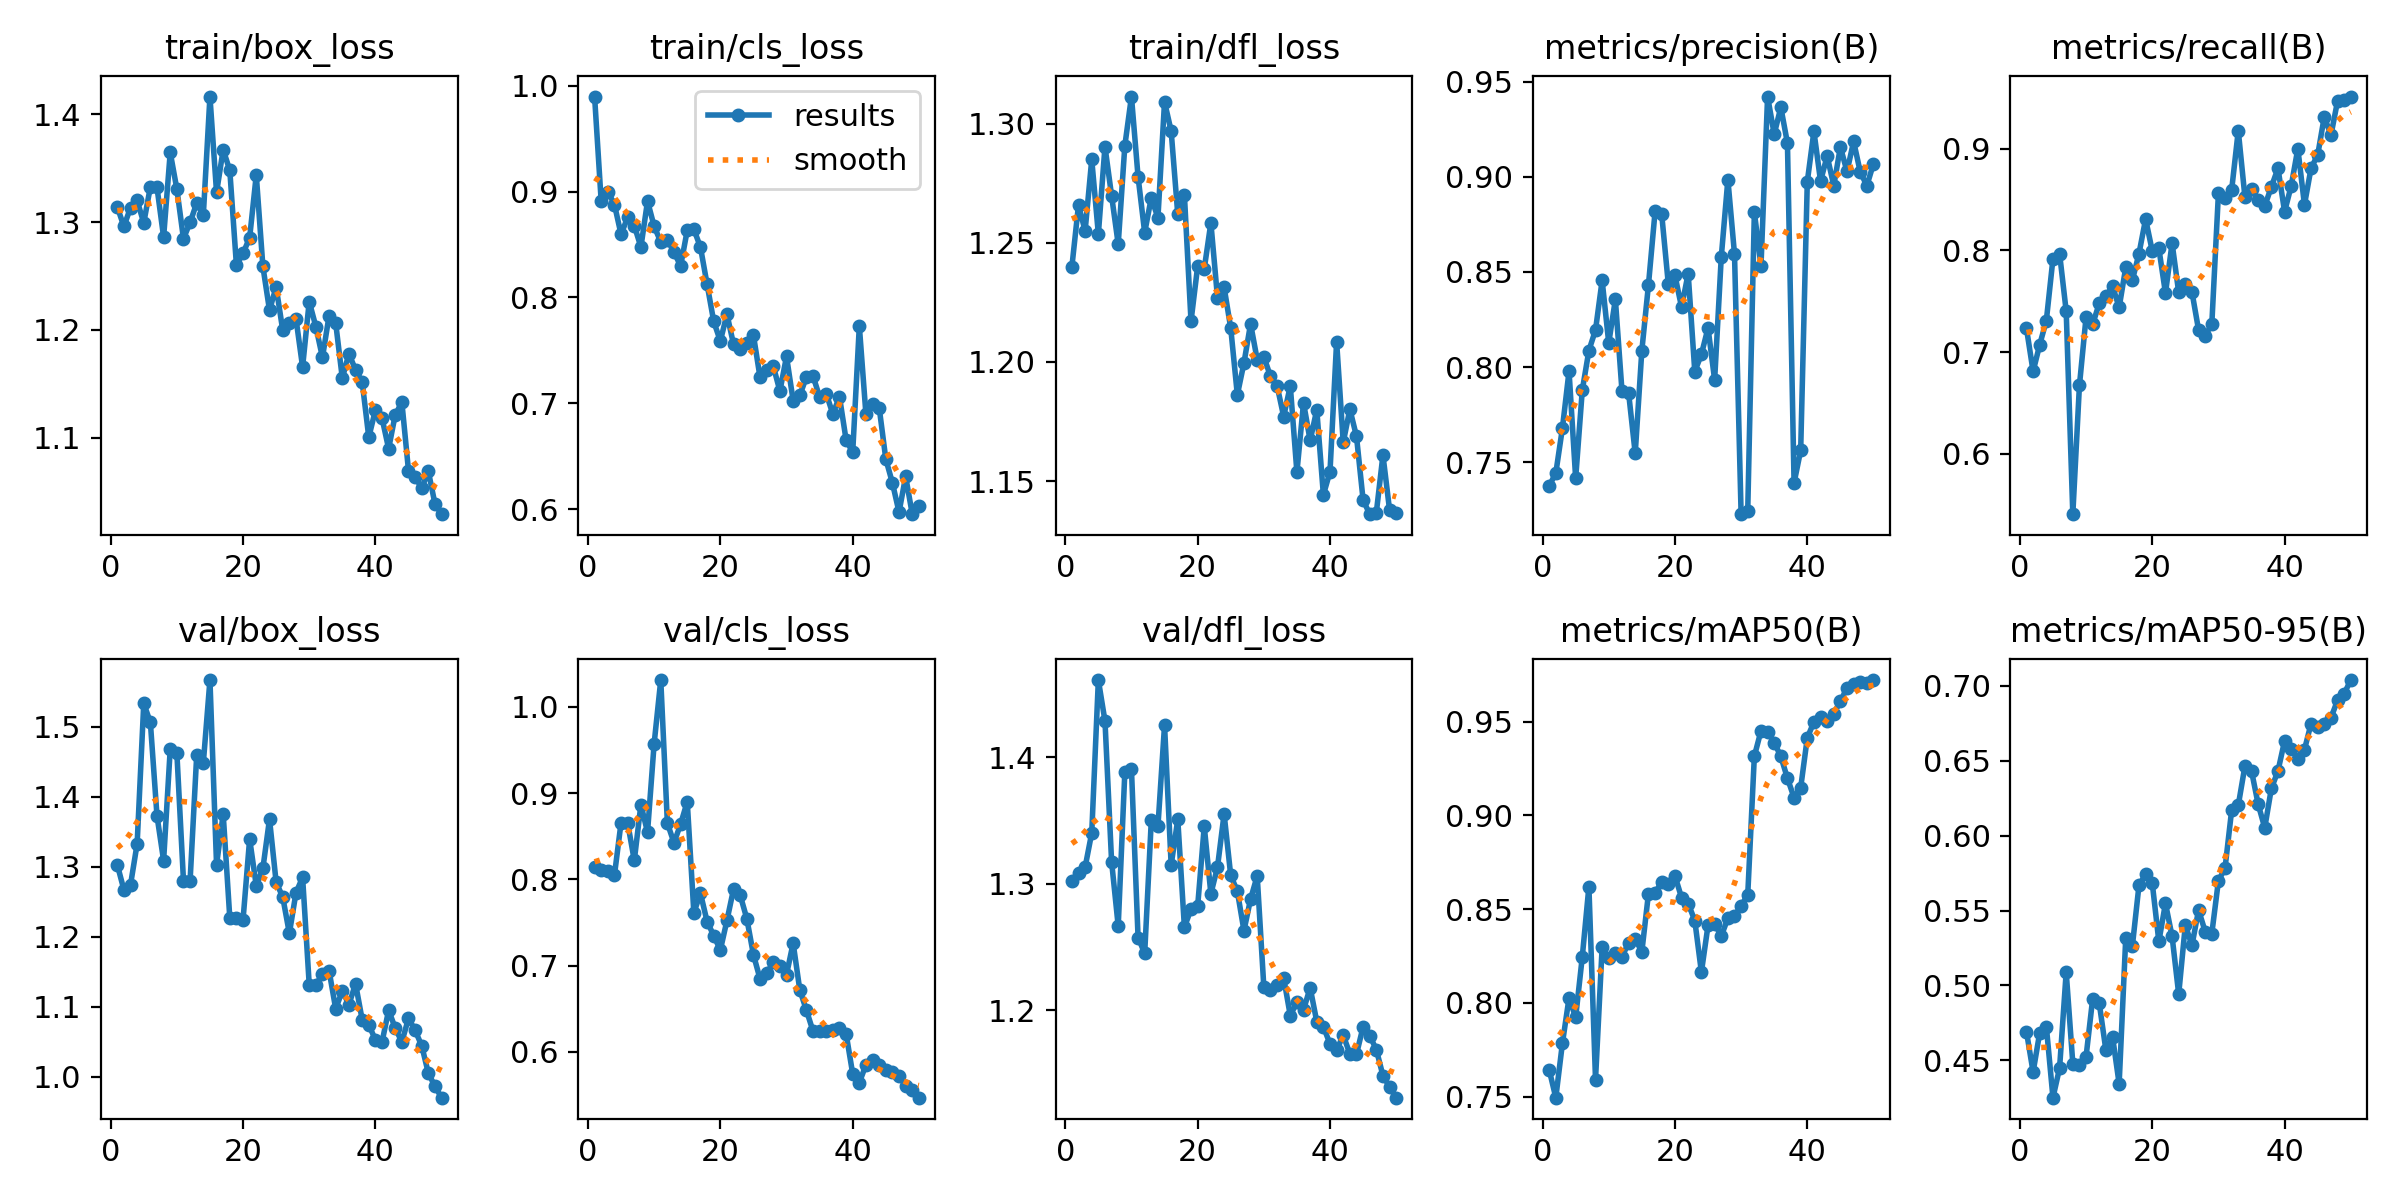 train/box_loss
1.4
1.3
1.2
1.1
0 20 40
train/cls_loss
results
smooth
1.0
0.9
0.8
0.7
0.6
0 20 40
train/dfl_loss
1.30
1.25
1.20
1.15
0 20 40
metrics/precision(B)
0.95
0.90
0.85
0.80
0.75
0 20 40
metrics/recall(B)
0.9
0.8
0.7
0.6
0 20 40
val/box_loss
1.5
1.4
1.3
1.2
1.1
1.0
0 20 40
val/cls_loss
1.0
0.9
0.8
0.7
0.6
0 20 40
val/dfl_loss
1.4
1.3
1.2
0 20 40
metrics/mAP50(B)
0.95
0.90
0.85
0.80
0.75
0 20 40
metrics/mAP50-95(B)
0.70
0.65
0.60
0.55
0.50
0.45
0 20 40